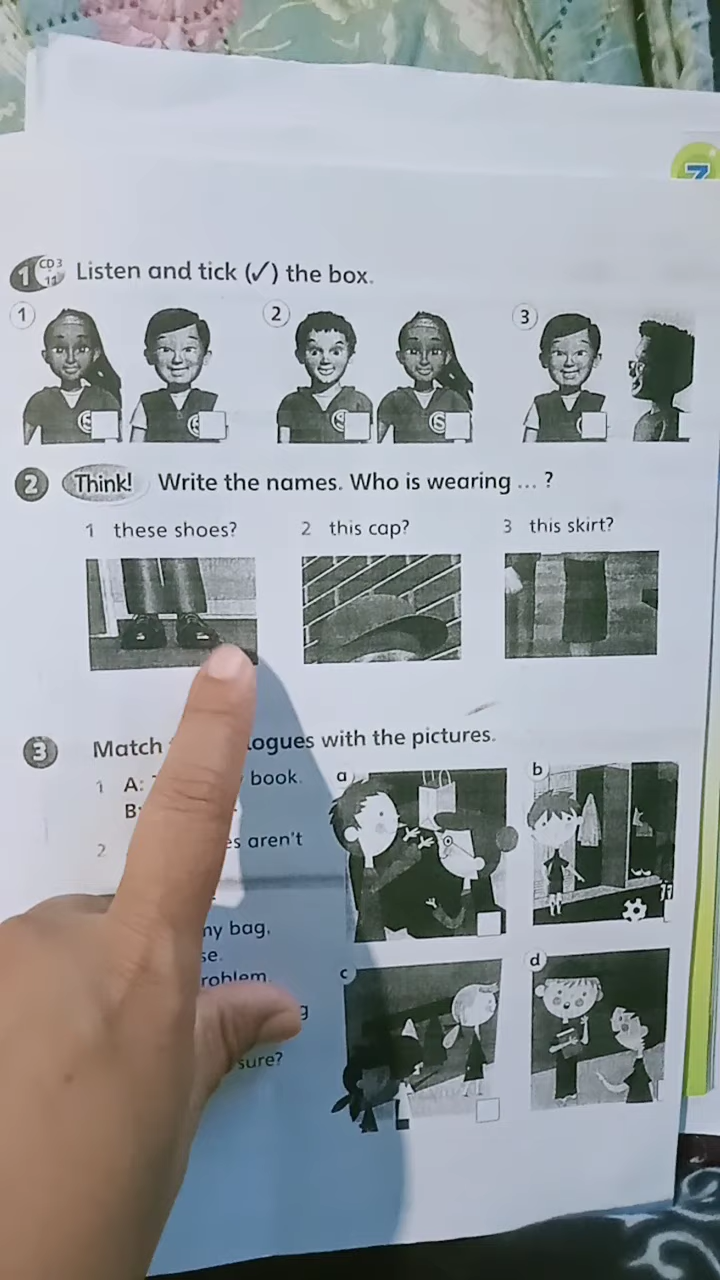 7
1 CD3 11 Listen and tick (✓) the box.
1 2 3
2 Think! Write the names. Who is wearing ... ?
1 these shoes? 2 this cap? 3 this skirt?
3 Match logues with the pictures.
1 A: book. a b
B:
2 es aren't
my bag.
se.
roblem. c d
g
sure?